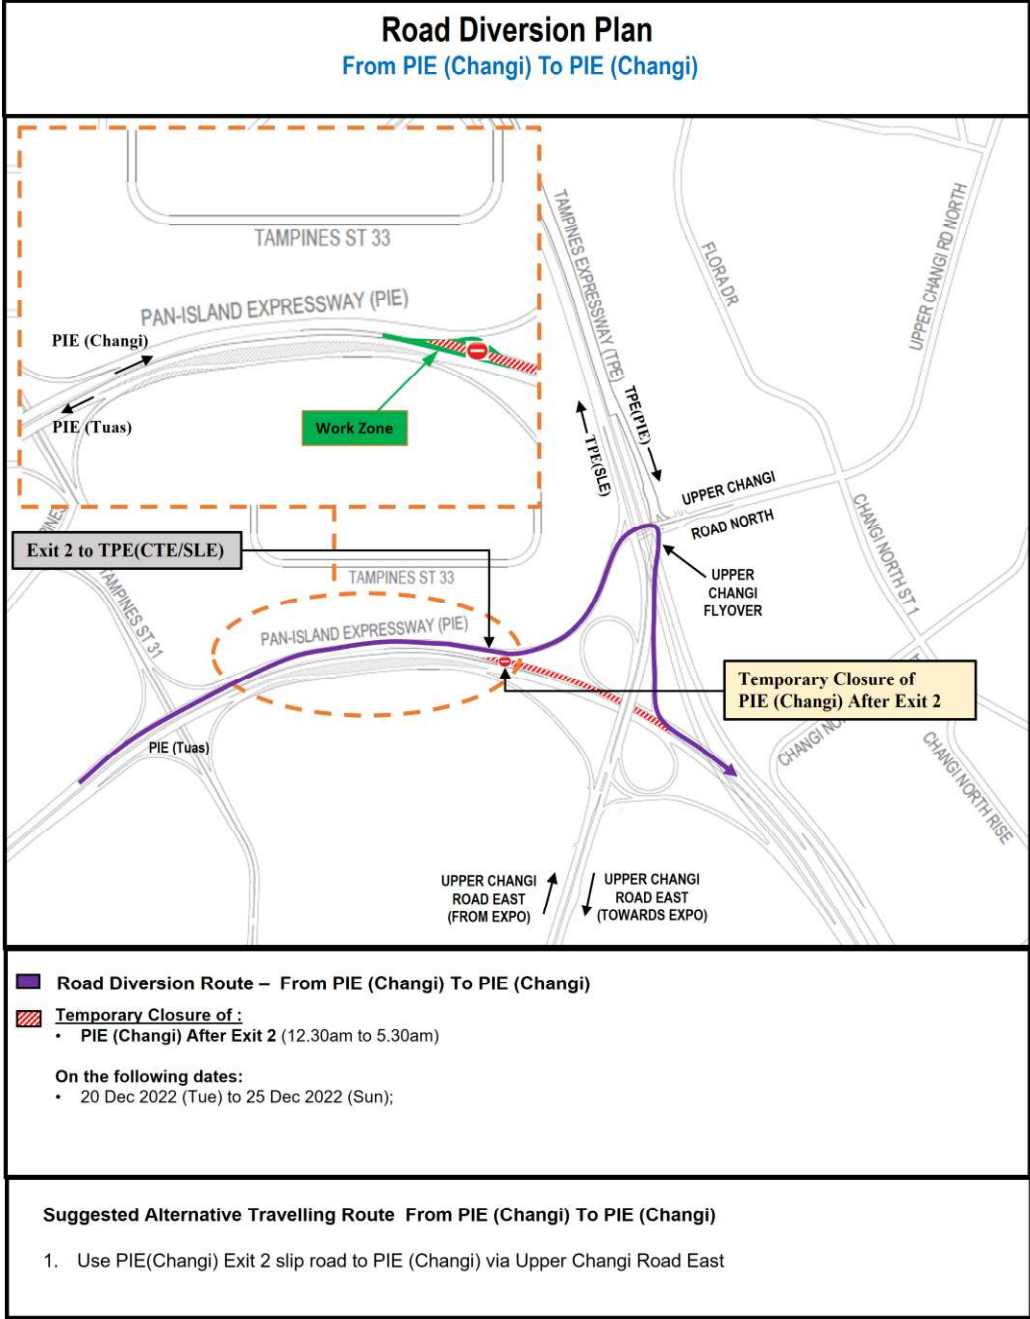 Road Diversion Plan
From PIE (Changi) To PIE (Changi)
TAMPINES ST 33
PAN-ISLAND EXPRESSWAY (PIE)
PIE (Changi)
PIE (Tuas)
Work Zone
TAMPINES EXPRESSWAY (TPE)
FLORA DR
UPPER CHANGI RD NORTH
TPE(PIE)
TPE(SLE)
UPPER CHANGI
ROAD NORTH
CHANGI NORTH ST 1
Exit 2 to TPE(CTE/SLE)
TAMPINES ST 33
TAMPINES ST 31
UPPER
CHANGI
FLYOVER
PAN-ISLAND EXPRESSWAY (PIE)
Temporary Closure of
PIE (Changi) After Exit 2
PIE (Tuas)
CHANGI NORTH RISE
UPPER CHANGI
ROAD EAST
(FROM EXPO)
UPPER CHANGI
ROAD EAST
(TOWARDS EXPO)
Road Diversion Route – From PIE (Changi) To PIE (Changi)
Temporary Closure of :
• PIE (Changi) After Exit 2 (12.30am to 5.30am)
On the following dates:
• 20 Dec 2022 (Tue) to 25 Dec 2022 (Sun);
Suggested Alternative Travelling Route From PIE (Changi) To PIE (Changi)
1. Use PIE(Changi) Exit 2 slip road to PIE (Changi) via Upper Changi Road East